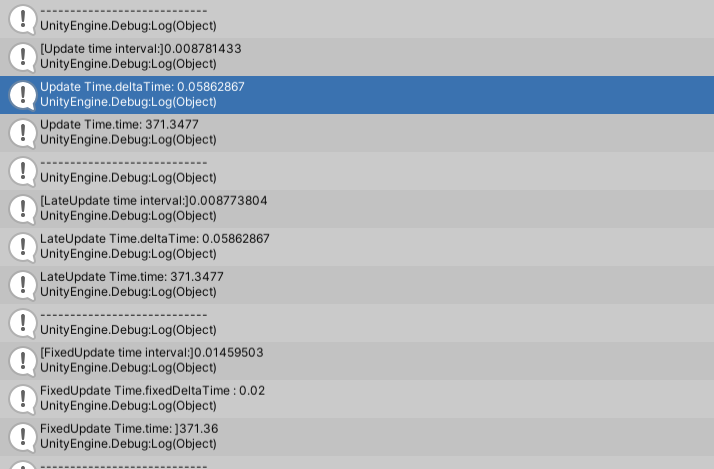 ----------------------------
UnityEngine.Debug:Log(Object)
[Update time interval:]0.008781433
UnityEngine.Debug:Log(Object)
Update Time.deltaTime: 0.05862867
UnityEngine.Debug:Log(Object)
Update Time.time: 371.3477
UnityEngine.Debug:Log(Object)
----------------------------
UnityEngine.Debug:Log(Object)
[LateUpdate time interval:]0.008773804
UnityEngine.Debug:Log(Object)
LateUpdate Time.deltaTime: 0.05862867
UnityEngine.Debug:Log(Object)
LateUpdate Time.time: 371.3477
UnityEngine.Debug:Log(Object)
----------------------------
UnityEngine.Debug:Log(Object)
[FixedUpdate time interval:]0.01459503
UnityEngine.Debug:Log(Object)
FixedUpdate Time.fixedDeltaTime : 0.02
UnityEngine.Debug:Log(Object)
FixedUpdate Time.time: ]371.36
UnityEngine.Debug:Log(Object)
----------------------------